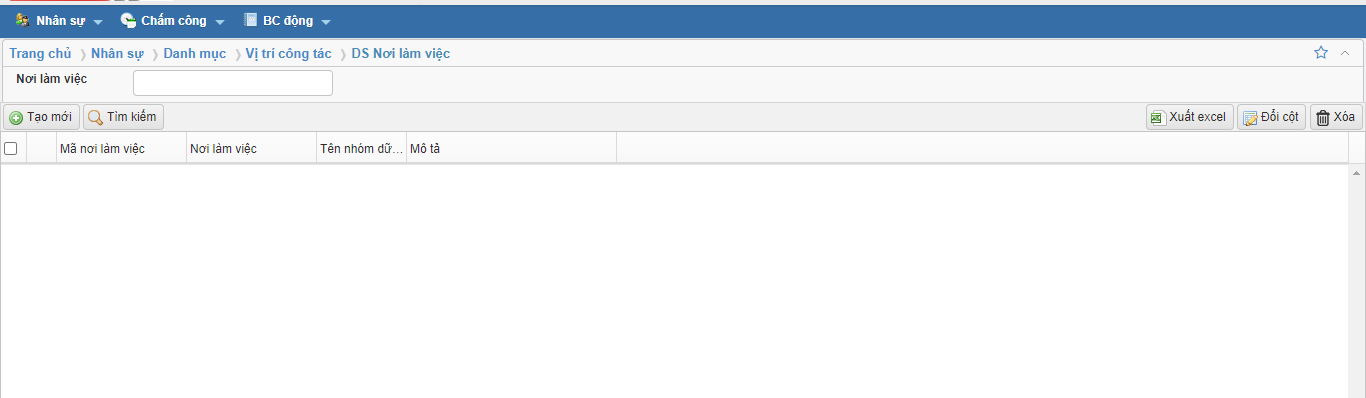 Nhân sự Chấm công BC động
Trang chủ Nhân sự Danh mục Vị trí công tác DS Nơi làm việc
Nơi làm việc
Tạo mới Tìm kiếm Xuất excel Đổi cột Xóa
Mã nơi làm việc Nơi làm việc Tên nhóm dữ... Mô tả